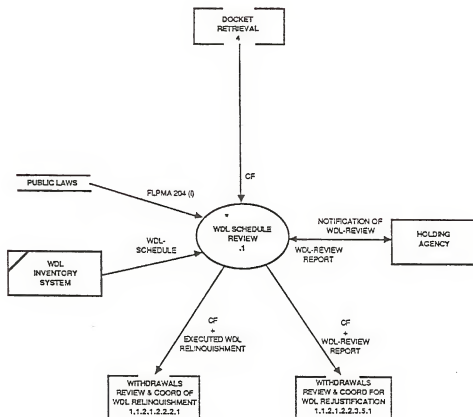 DOCKET
RETRIEVAL
4
CF
PUBLIC LAWS
FLPMA 204 (l)
*
WDL SCHEDULE
REVIEW
.1
NOTIFICATION OF
WDL-REVIEW
WDL-REVIEW
REPORT
HOLDING
AGENCY
WDL-
SCHEDULE
WDL
INVENTORY
SYSTEM
CF
+
EXECUTED WDL
RELINQUISHMENT
CF
+
WDL-REVIEW
REPORT
WITHDRAWALS
REVIEW & COORD OF
WDL RELINQUISHMENT
1.1.2.1.2.2.2.1
WITHDRAWALS
REVIEW & COORD FOR
WDL REJUSTIFICATION
1.1.2.1.2.2.3.5.1